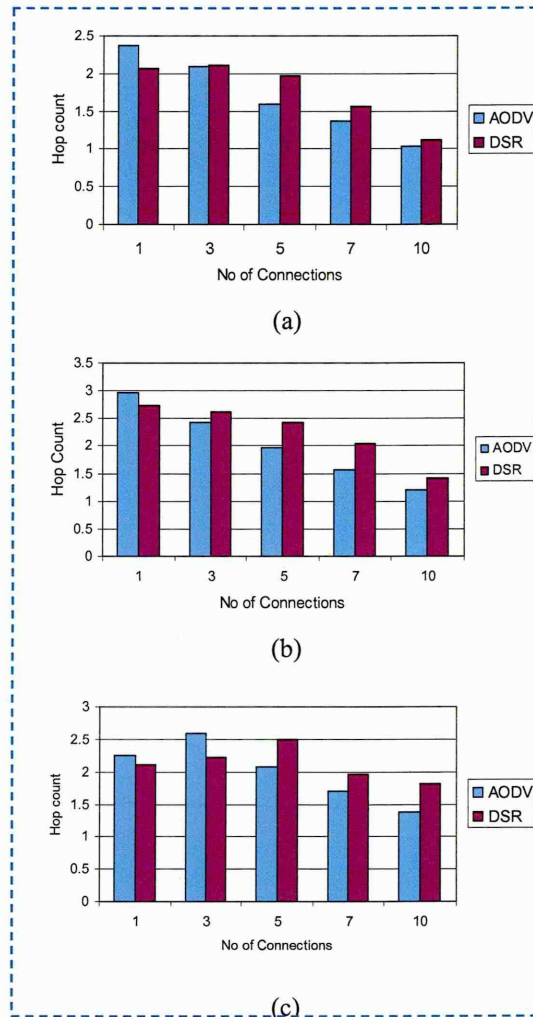 2.5
2
1.5
1
0.5
0
Hop count
1 3 5 7 10
No of Connections
AODV
DSR
(a)
3.5
3
2.5
2
1.5
1
0.5
0
Hop Count
1 3 5 7 10
No of Connections
AODV
DSR
(b)
3
2.5
2
1.5
1
0.5
0
Hop count
1 3 5 7 10
No of Connections
AODV
DSR
(c)